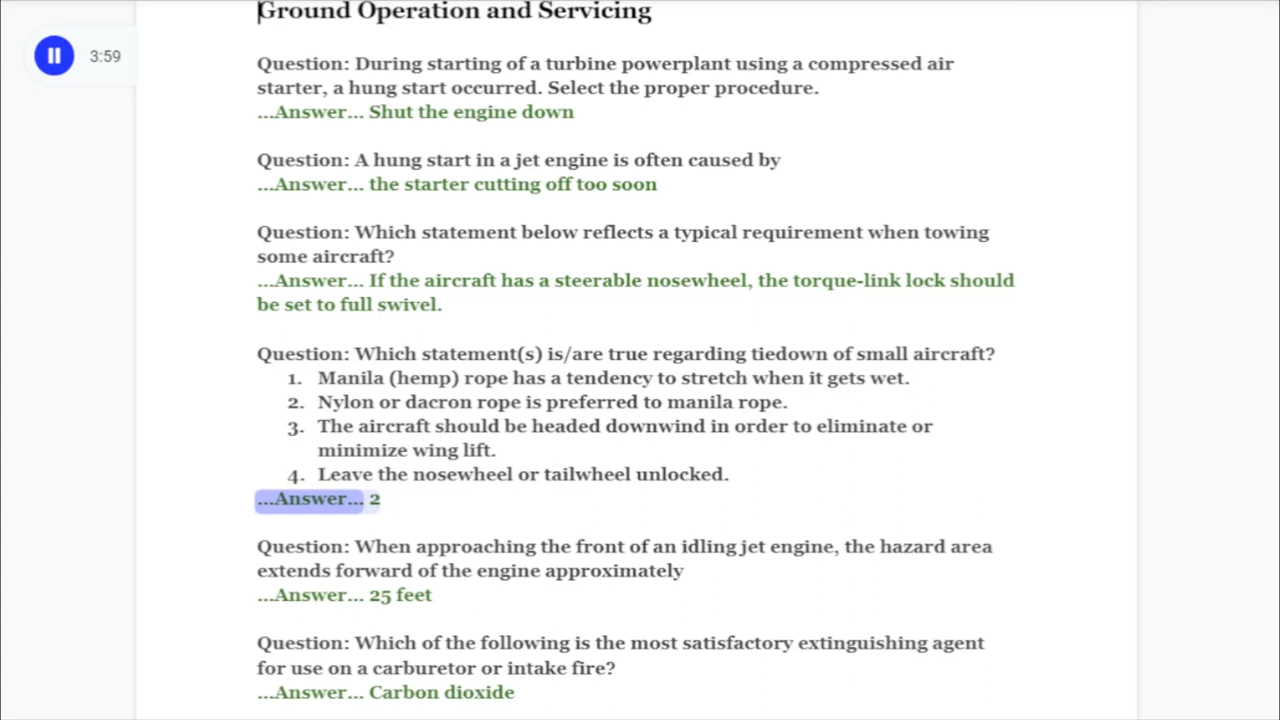 Ground Operation and Servicing
3:59
Question: During starting of a turbine powerplant using a compressed air
starter, a hung start occurred. Select the proper procedure.
...Answer... Shut the engine down
Question: A hung start in a jet engine is often caused by
...Answer... the starter cutting off too soon
Question: Which statement below reflects a typical requirement when towing
some aircraft?
...Answer... If the aircraft has a steerable nosewheel, the torque-link lock should
be set to full swivel.
Question: Which statement(s) is/are true regarding tiedown of small aircraft?
1. Manila (hemp) rope has a tendency to stretch when it gets wet.
2. Nylon or dacron rope is preferred to manila rope.
3. The aircraft should be headed downwind in order to eliminate or
minimize wing lift.
4. Leave the nosewheel or tailwheel unlocked.
...Answer... 2
Question: When approaching the front of an idling jet engine, the hazard area
extends forward of the engine approximately
...Answer... 25 feet
Question: Which of the following is the most satisfactory extinguishing agent
for use on a carburetor or intake fire?
...Answer... Carbon dioxide